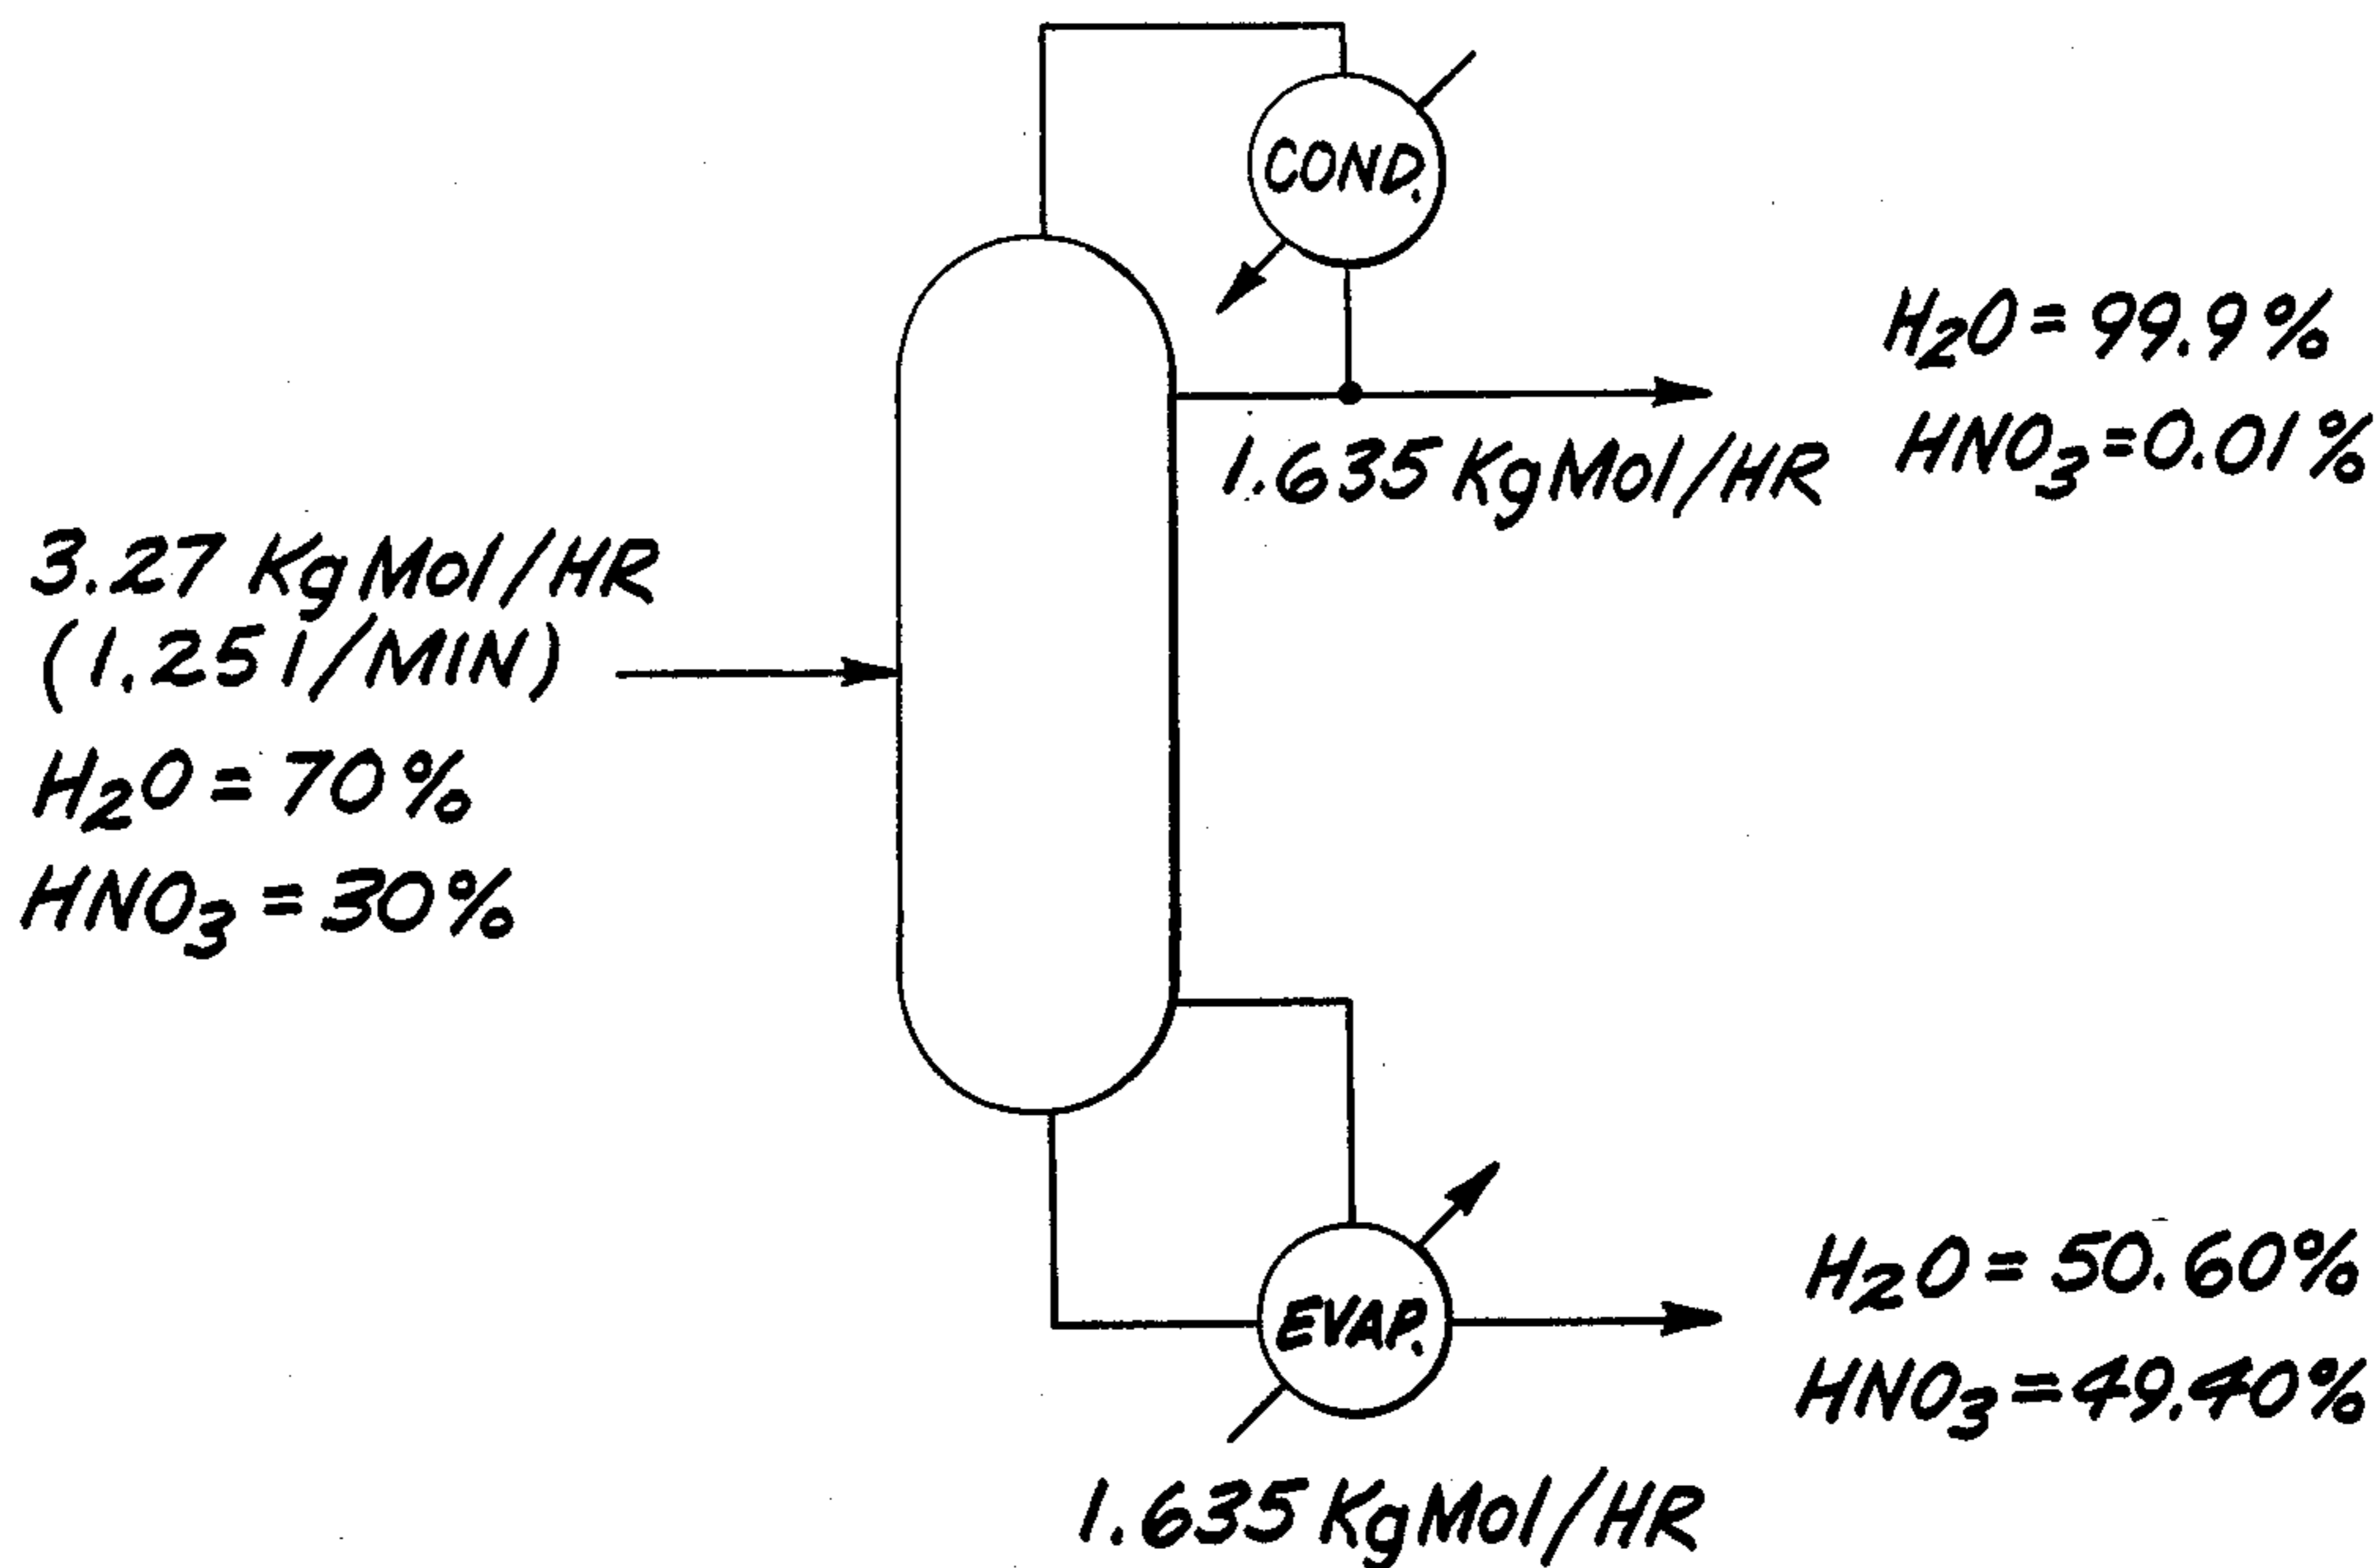 COND.
H₂O = 99.9%
HNO₃ = 0.01%
1.635 KgMol/HR
3.27 KgMol/HR
(1.25 l/MIN)
H₂O = 70%
HNO₃ = 30%
EVAP.
H₂O = 50.60%
HNO₃ = 49.40%
1.635 KgMol/HR